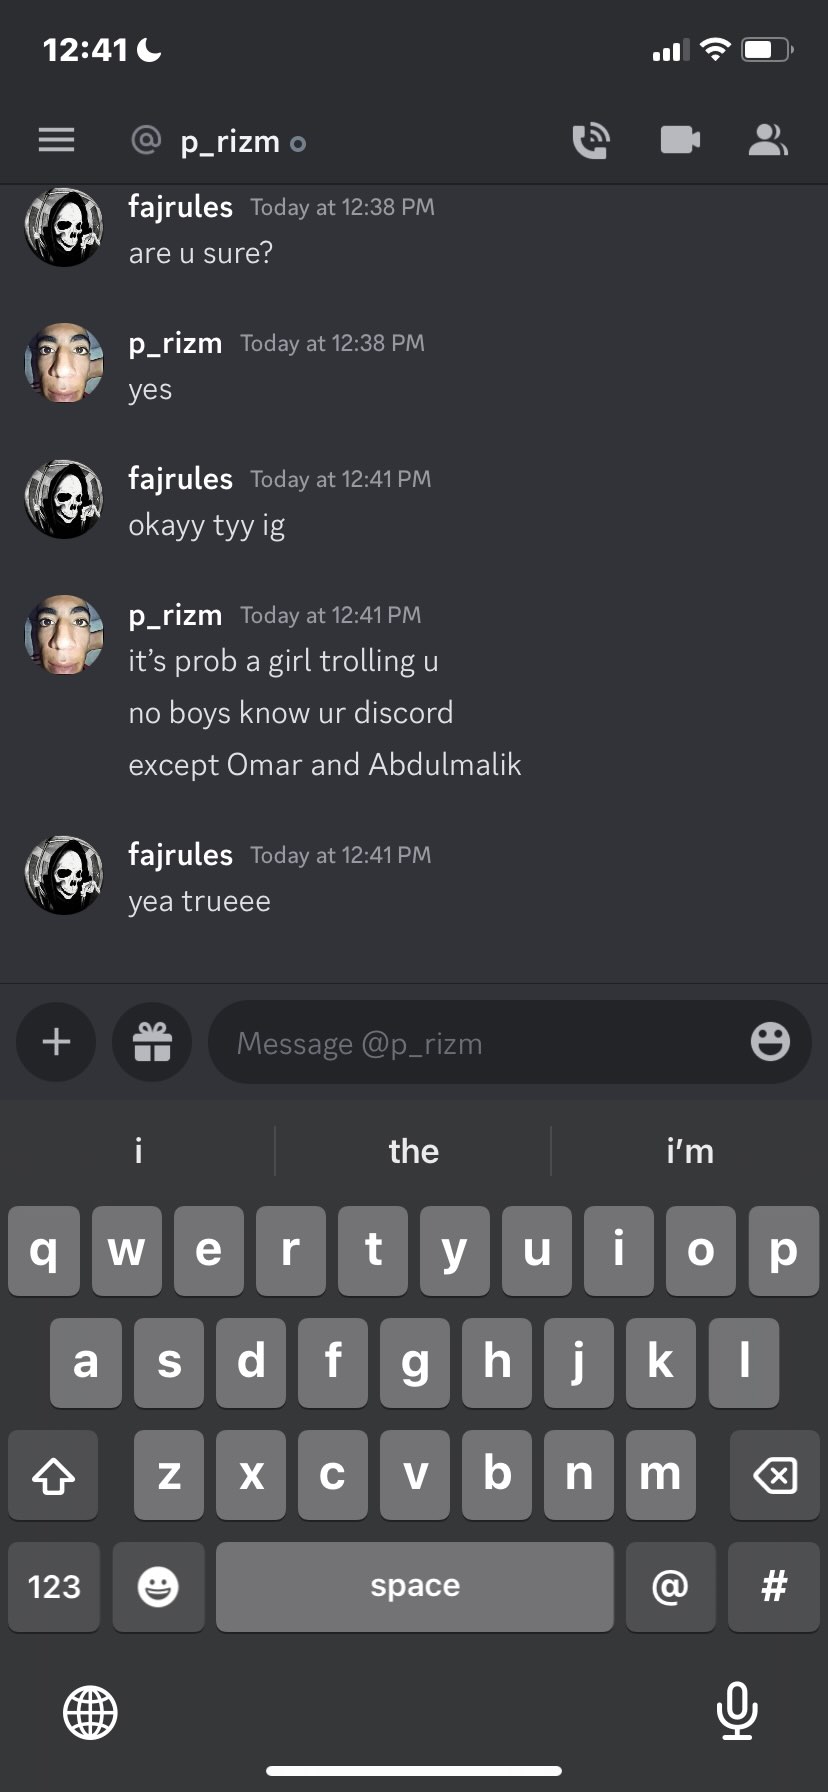 12:41
@ p_rizm
fajrules Today at 12:38 PM
are u sure?
p_rizm Today at 12:38 PM
yes
fajrules Today at 12:41 PM
okayy tyy ig
p_rizm Today at 12:41 PM
it’s prob a girl trolling u
no boys know ur discord
except Omar and Abdulmalik
fajrules Today at 12:41 PM
yea trueee
Message @p_rizm
i the i’m
q w e r t y u i o p
a s d f g h j k l
z x c v b n m
123 space @ #